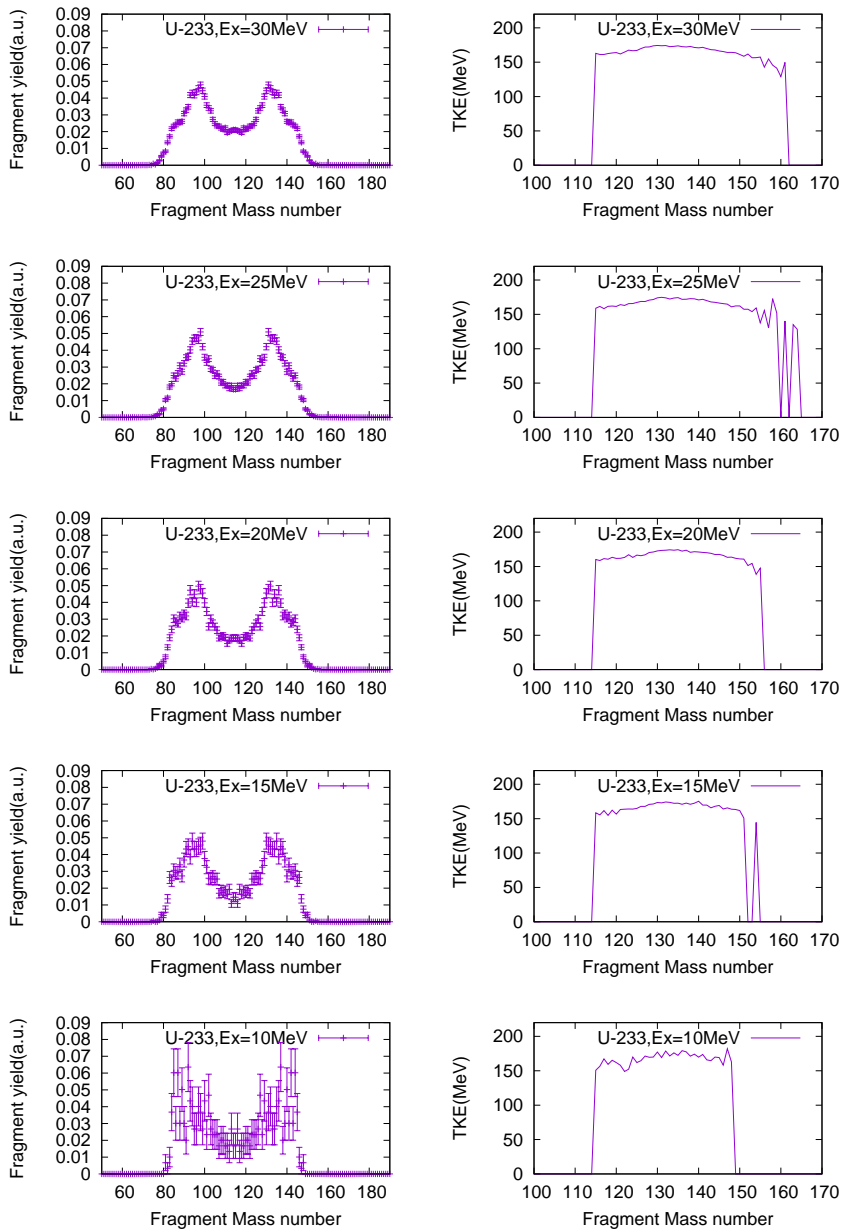 U-233,Ex=30MeV
Fragment yield(a.u.)
0.09
0.08
0.07
0.06
0.05
0.04
0.03
0.02
0.01
0
60 80 100 120 140 160 180
Fragment Mass number
U-233,Ex=30MeV
TKE(MeV)
200
150
100
50
0
100 110 120 130 140 150 160 170
Fragment Mass number
U-233,Ex=25MeV
Fragment yield(a.u.)
0.09
0.08
0.07
0.06
0.05
0.04
0.03
0.02
0.01
0
60 80 100 120 140 160 180
Fragment Mass number
U-233,Ex=25MeV
TKE(MeV)
200
150
100
50
0
100 110 120 130 140 150 160 170
Fragment Mass number
U-233,Ex=20MeV
Fragment yield(a.u.)
0.09
0.08
0.07
0.06
0.05
0.04
0.03
0.02
0.01
0
60 80 100 120 140 160 180
Fragment Mass number
U-233,Ex=20MeV
TKE(MeV)
200
150
100
50
0
100 110 120 130 140 150 160 170
Fragment Mass number
U-233,Ex=15MeV
Fragment yield(a.u.)
0.09
0.08
0.07
0.06
0.05
0.04
0.03
0.02
0.01
0
60 80 100 120 140 160 180
Fragment Mass number
U-233,Ex=15MeV
TKE(MeV)
200
150
100
50
0
100 110 120 130 140 150 160 170
Fragment Mass number
U-233,Ex=10MeV
Fragment yield(a.u.)
0.09
0.08
0.07
0.06
0.05
0.04
0.03
0.02
0.01
0
60 80 100 120 140 160 180
Fragment Mass number
U-233,Ex=10MeV
TKE(MeV)
200
150
100
50
0
100 110 120 130 140 150 160 170
Fragment Mass number